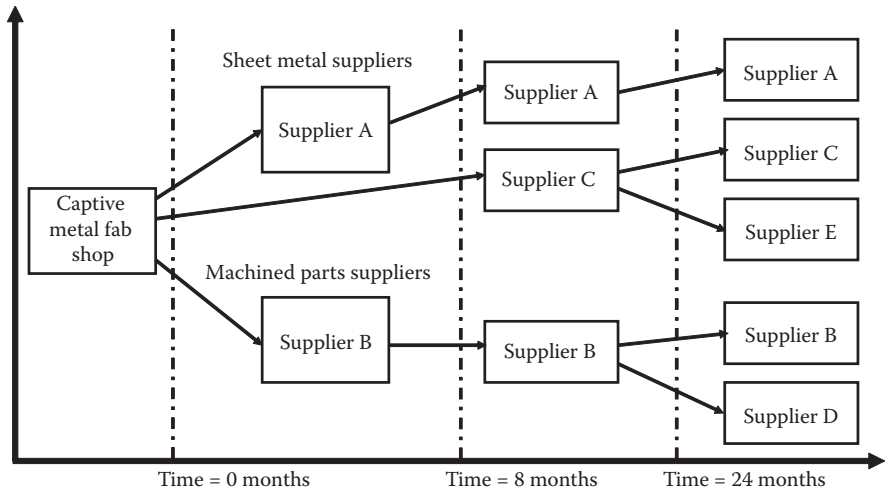 Sheet metal suppliers
Supplier A
Supplier A
Supplier A
Captive
metal fab
shop
Supplier C
Supplier C
Supplier E
Machined parts suppliers
Supplier B
Supplier B
Supplier B
Supplier D
Time = 0 months
Time = 8 months
Time = 24 months